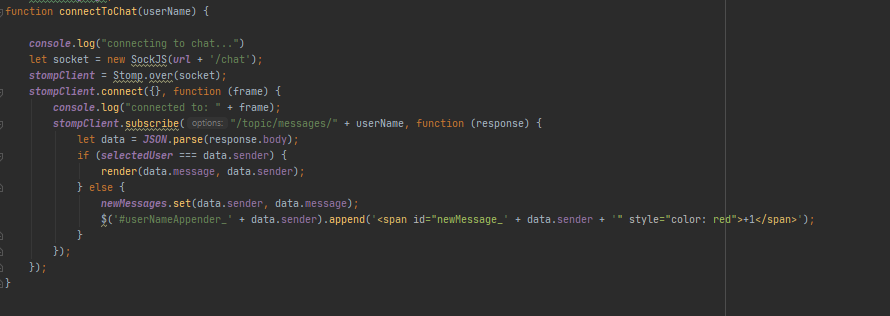 function connectToChat(userName) {
console.log("connecting to chat...")
let socket = new SockJS(url + '/chat');
stompClient = Stomp.over(socket);
stompClient.connect({}, function (frame) {
console.log("connected to: " + frame);
stompClient.subscribe( options: "/topic/messages/" + userName, function (response) {
let data = JSON.parse(response.body);
if (selectedUser === data.sender) {
render(data.message, data.sender);
} else {
newMessages.set(data.sender, data.message);
$('#userNameAppender_' + data.sender).append('<span id="newMessage_' + data.sender + '" style="color: red">+1</span>');
}
});
});
}